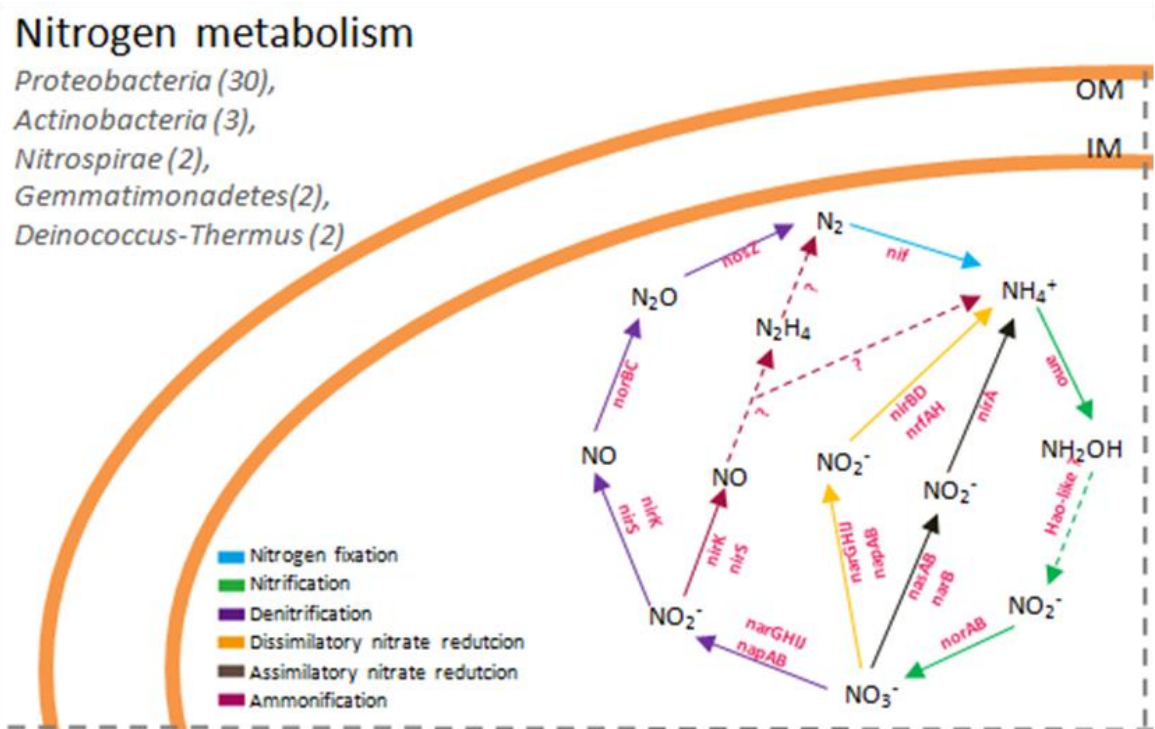 Nitrogen metabolism
Proteobacteria (30),
Actinobacteria (3),
Nitrospirae (2),
Gemmatimonadetes(2),
Deinococcus-Thermus (2)
OM
IM
N₂
nosZ
nif
N₂O
NH₄⁺
?
N₂H₄
norBC
?
amo
nirBD
nrfAH
nirA
?
NO
NO₂⁻
NH₂OH
NO
NO₂⁻
Hao-like ?
nirK
nirS
nirK
nirS
narGHIJ
napAB
nasAB
narB
NO₂⁻
NO₂⁻
narGHIJ
napAB
norAB
NO₃⁻
Nitrogen fixation
Nitrification
Denitrification
Dissimilatory nitrate redutcion
Assimilatory nitrate redutcion
Ammonification